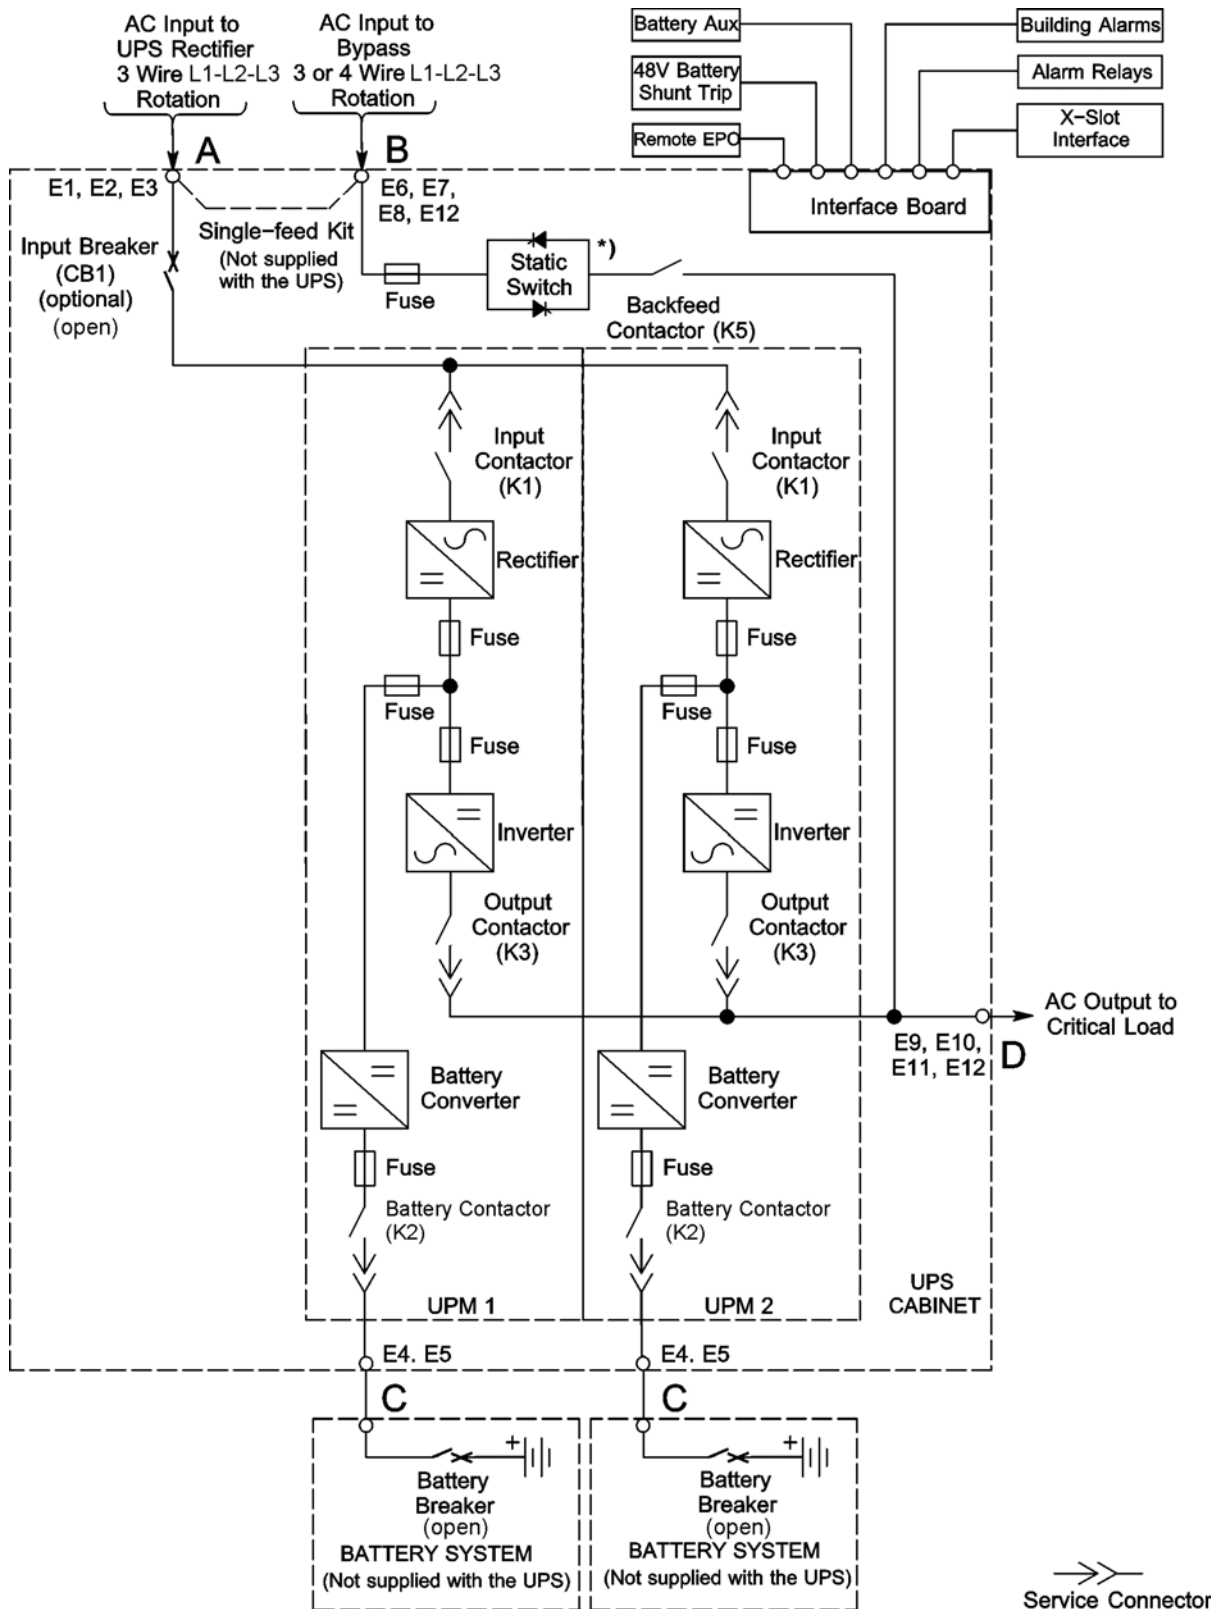 AC Input to
UPS Rectifier
3 Wire L1-L2-L3
Rotation
AC Input to
Bypass
3 or 4 Wire L1-L2-L3
Rotation
Battery Aux
48V Battery
Shunt Trip
Remote EPO
Building Alarms
Alarm Relays
X-Slot
Interface
A
B
E1, E2, E3
E6, E7,
E8, E12
Interface Board
Single-feed Kit
(Not supplied
with the UPS)
Input Breaker
(CB1)
(optional)
(open)
Fuse
Static
Switch
*)
Backfeed
Contactor (K5)
Input
Contactor
(K1)
Input
Contactor
(K1)
Rectifier
Rectifier
Fuse
Fuse
Fuse
Fuse
Fuse
Fuse
Inverter
Inverter
Output
Contactor
(K3)
Output
Contactor
(K3)
AC Output to
Critical Load
E9, E10,
E11, E12
D
Battery
Converter
Battery
Converter
Fuse
Fuse
Battery Contactor
(K2)
Battery Contactor
(K2)
UPM 1
UPM 2
UPS
CABINET
E4. E5
E4. E5
C
C
+
+
Battery
Breaker
(open)
BATTERY SYSTEM
(Not supplied with the UPS)
Battery
Breaker
(open)
BATTERY SYSTEM
(Not supplied with the UPS)
Service Connector